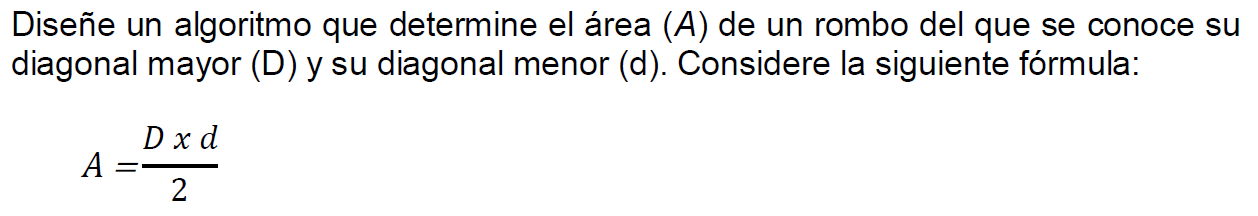 Diseñe un algoritmo que determine el área (A) de un rombo del que se conoce su
diagonal mayor (D) y su diagonal menor (d). Considere la siguiente fórmula:
D x d
A =
2